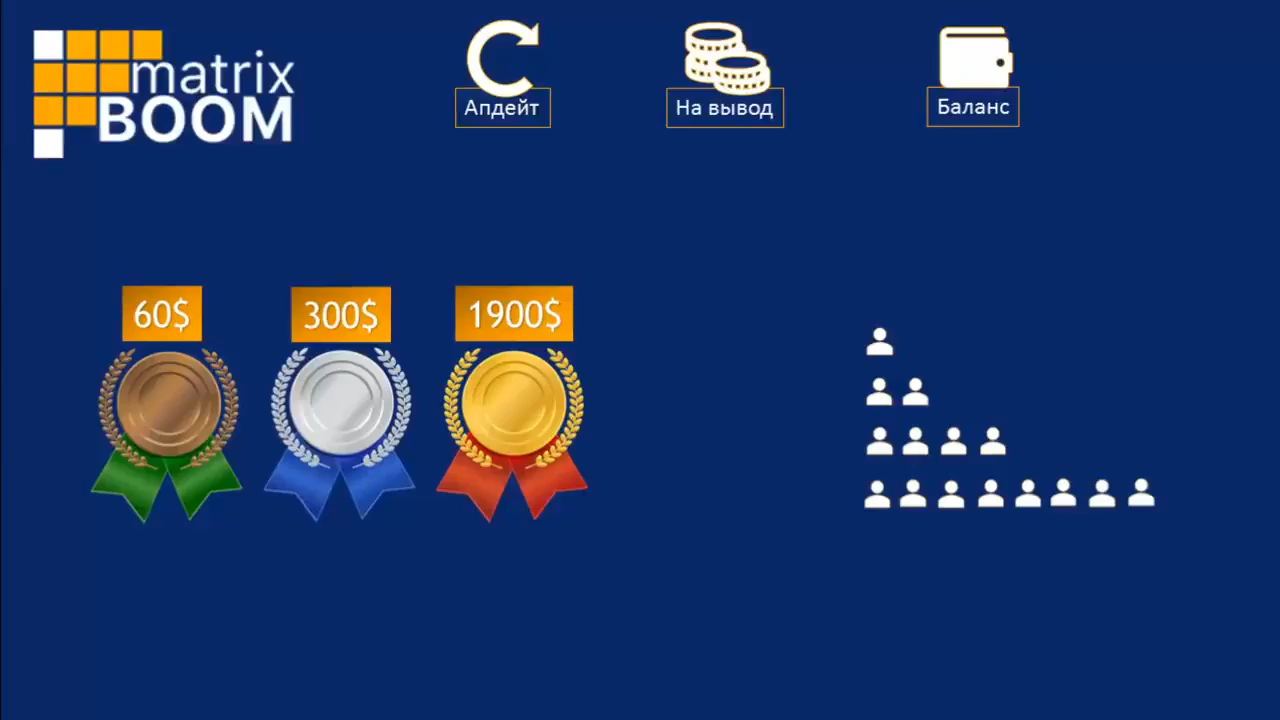 matrix
BOOM
Апдейт
На вывод
Баланс
60$
300$
1900$